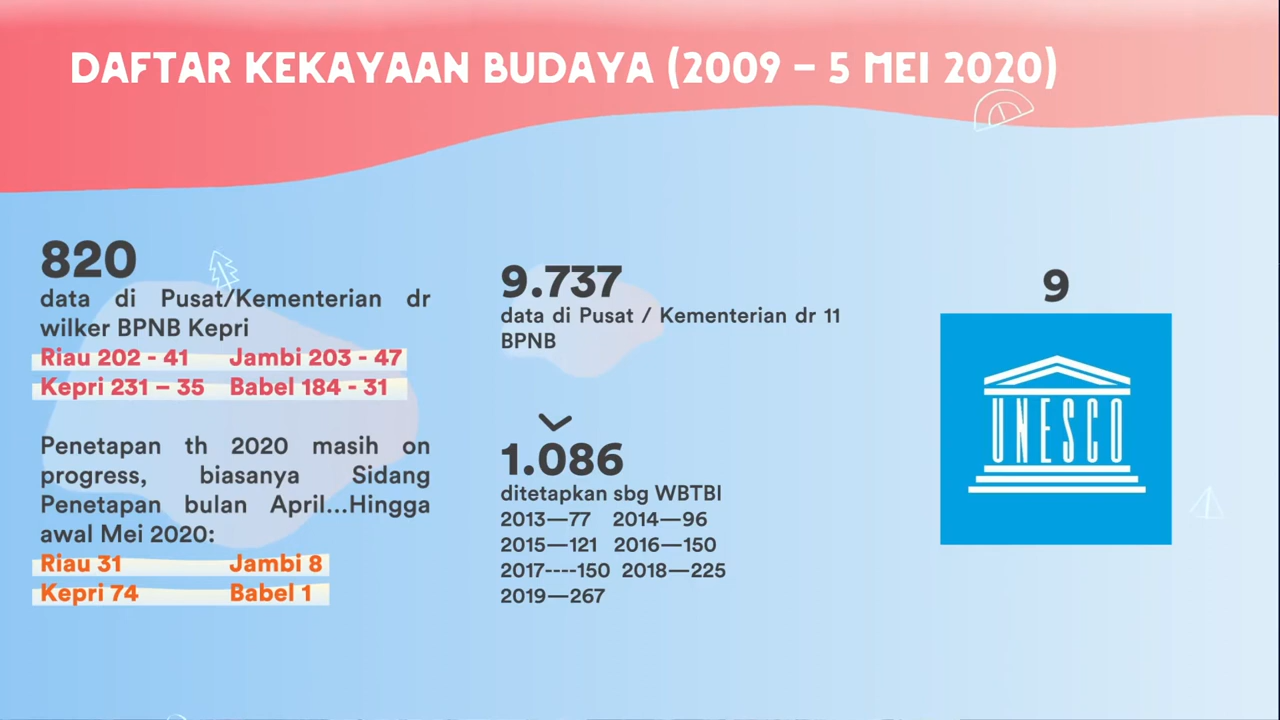 DAFTAR KEKAYAAN BUDAYA (2009 – 5 MEI 2020)
820
data di Pusat/Kementerian dr
wilker BPNB Kepri
Riau 202 - 41 Jambi 203 - 47
Kepri 231 – 35 Babel 184 - 31
Penetapan th 2020 masih on
progress, biasanya Sidang
Penetapan bulan April...Hingga
awal Mei 2020:
Riau 31 Jambi 8
Kepri 74 Babel 1
9.737
data di Pusat / Kementerian dr 11
BPNB
1.086
ditetapkan sbg WBTBI
2013—77 2014—96
2015—121 2016—150
2017----150 2018—225
2019—267
9
UNESCO